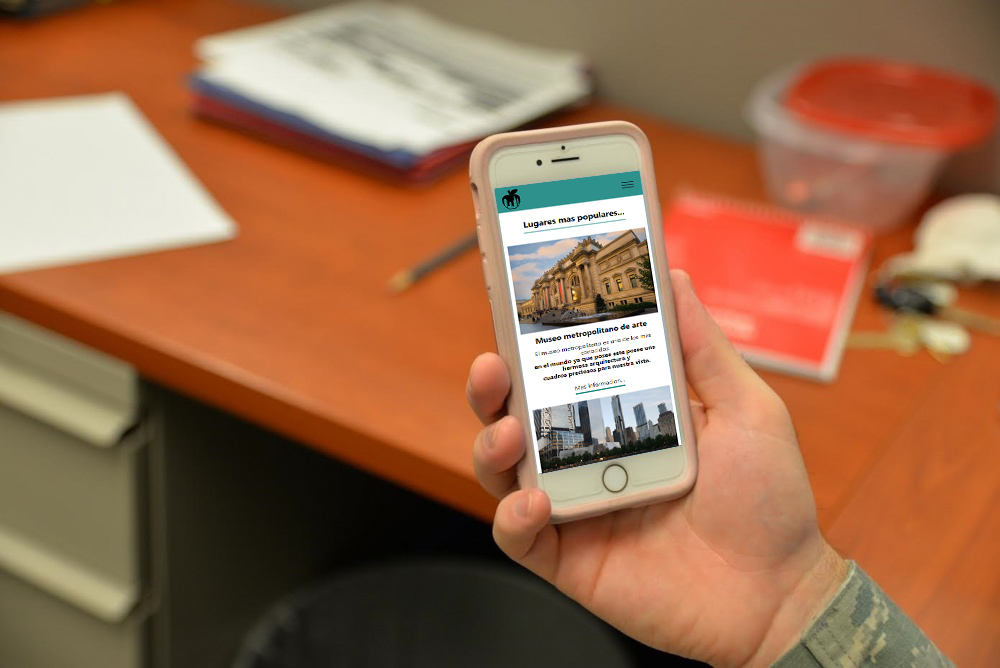 Lugares mas populares...
Museo metropolitano de arte
El museo metropolitano es uno de los mas
conocidos
en el mundo ya que posee este posee una
hermosa arquitectura y
cuadros preciosos para nuestra vista.
Mas informacion...